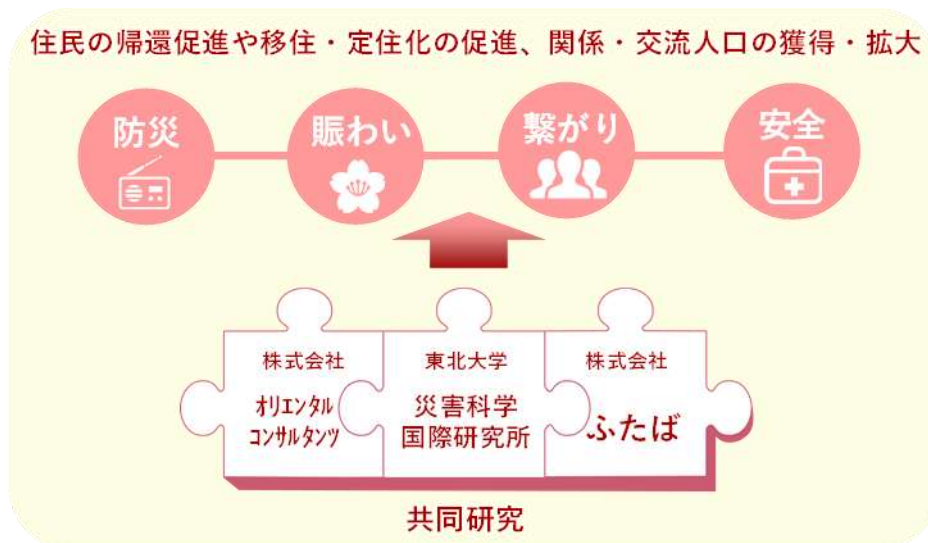 住民の帰還促進や移住・定住化の促進、関係・交流人口の獲得・拡大
防災
賑わい
繋がり
安全
株式会社
オリエンタル
コンサルタンツ
東北大学
災害科学
国際研究所
株式会社
ふたば
共同研究